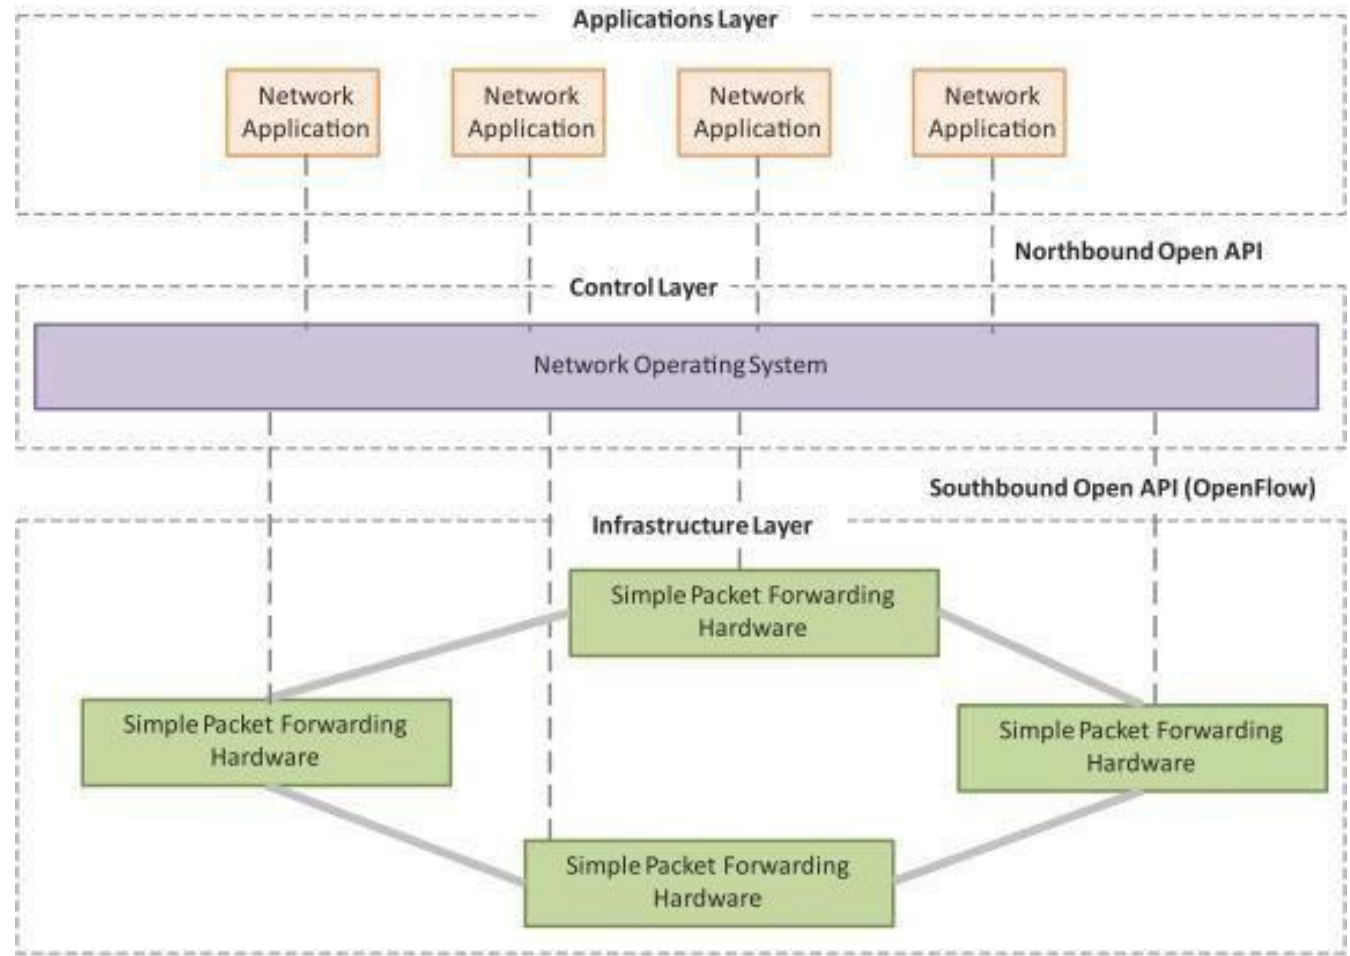 Applications Layer
Network
Application
Network
Application
Network
Application
Network
Application
Northbound Open API
Control Layer
Network Operating System
Southbound Open API (OpenFlow)
Infrastructure Layer
Simple Packet Forwarding
Hardware
Simple Packet Forwarding
Hardware
Simple Packet Forwarding
Hardware
Simple Packet Forwarding
Hardware